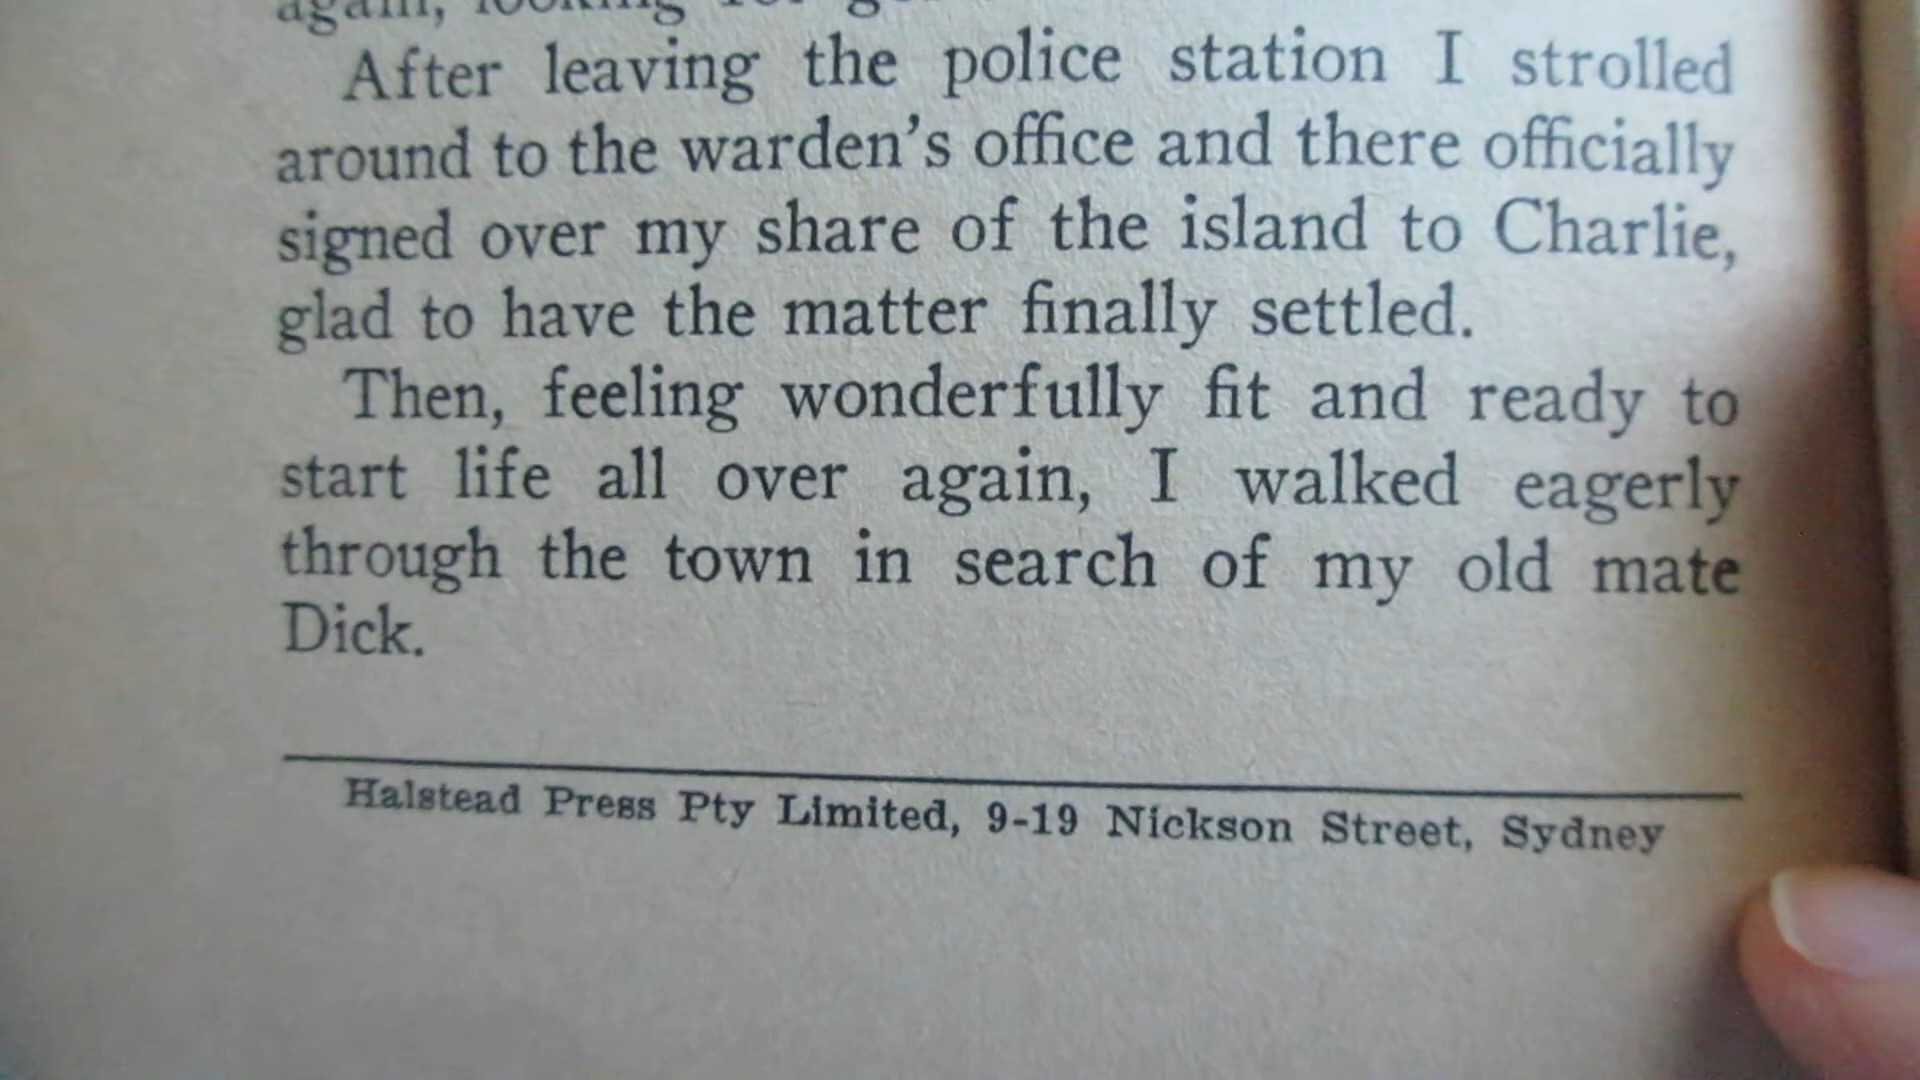 again, looking for g
After leaving the police station I strolled
around to the warden's office and there officially
signed over my share of the island to Charlie,
glad to have the matter finally settled.
Then, feeling wonderfully fit and ready to
start life all over again, I walked eagerly
through the town in search of my old mate
Dick.
Halstead Press Pty Limited, 9-19 Nickson Street, Sydney